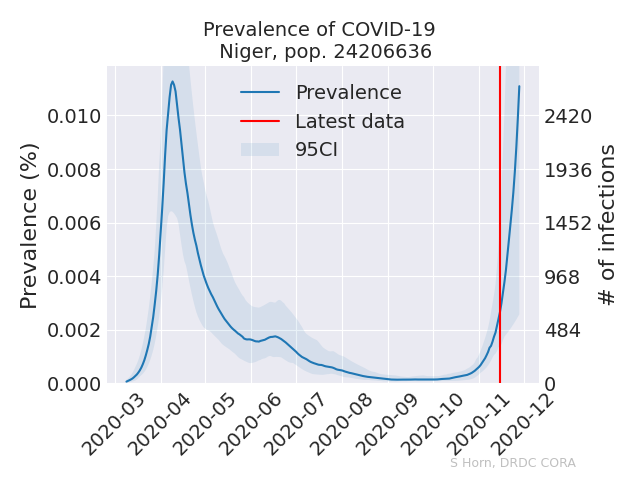 Prevalence of COVID-19
Niger, pop. 24206636
Prevalence
Latest data
95CI
Prevalence (%)
0.010
0.008
0.006
0.004
0.002
0.000
2420
1936
1452
968
484
0
# of infections
2020-03
2020-04
2020-05
2020-06
2020-07
2020-08
2020-09
2020-10
2020-11
2020-12
S Horn, DRDC CORA